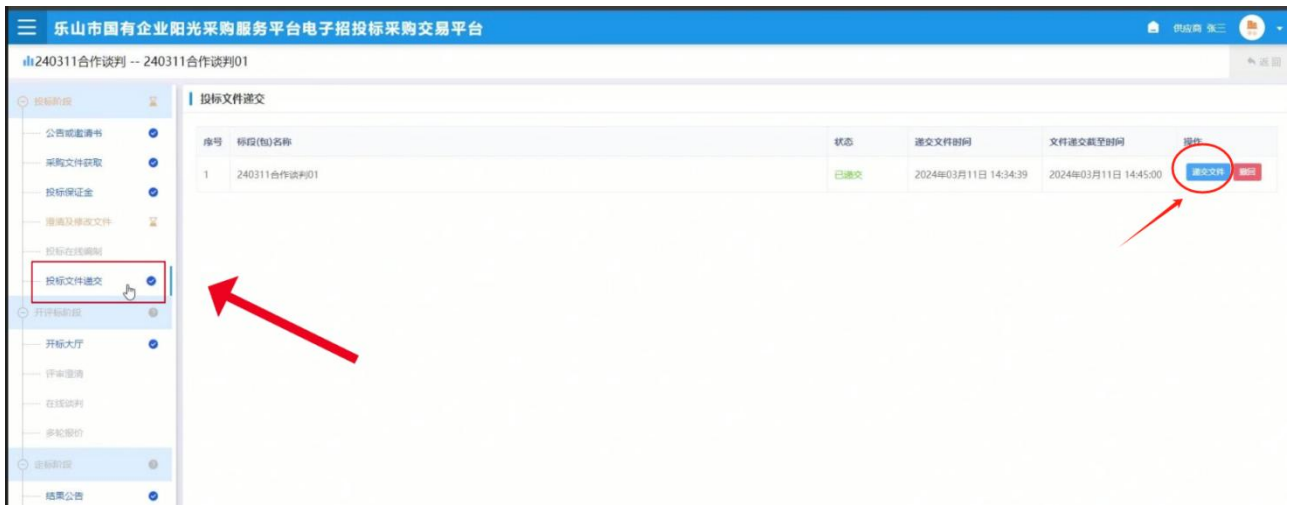 乐山市国有企业阳光采购服务平台电子招投标采购交易平台
供应商 张三
240311合作谈判 -- 240311合作谈判01
返回
投标阶段
投标文件递交
公告或邀请书
序号 标段(包)名称 状态 递交文件时间 文件递交截至时间 操作
采购文件获取
1 240311合作谈判01 已递交 2024年03月11日 14:34:39 2024年03月11日 14:45:00 递交文件 撤回
投标保证金
澄清及修改文件
投标在线编制
投标文件递交
开评标阶段
开标大厅
评审澄清
在线谈判
多轮报价
定标阶段
结果公告